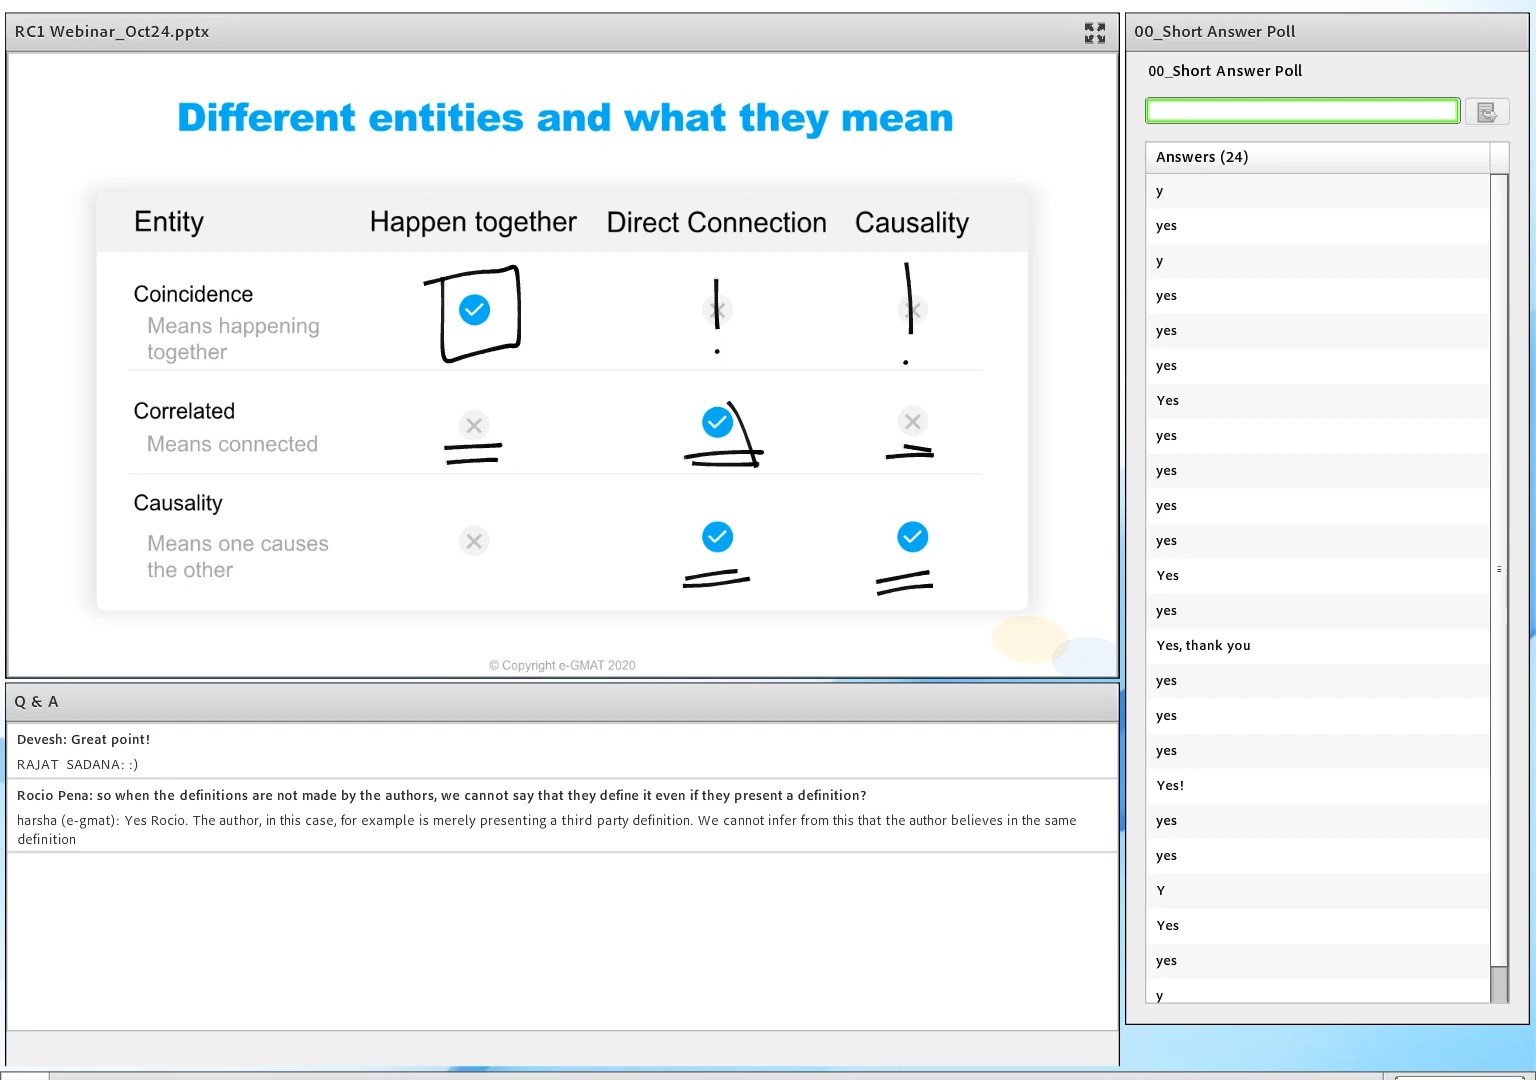 RC1 Webinar_Oct24.pptx
Different entities and what they mean
Entity Happen together Direct Connection Causality
Coincidence
Means happening
together
Correlated
Means connected
Causality
Means one causes
the other
© Copyright e-GMAT 2020
Q & A
Devesh: Great point!
RAJAT SADANA: :)
Rocio Pena: so when the definitions are not made by the authors, we cannot say that they define it even if they present a definition?
harsha (e-gmat): Yes Rocio. The author, in this case, for example is merely presenting a third party definition. We cannot infer from this that the author believes in the same
definition
00_Short Answer Poll
00_Short Answer Poll
Answers (24)
y
yes
y
yes
yes
yes
Yes
yes
yes
yes
yes
Yes
yes
Yes, thank you
yes
yes
yes
Yes!
yes
yes
Y
Yes
yes
y